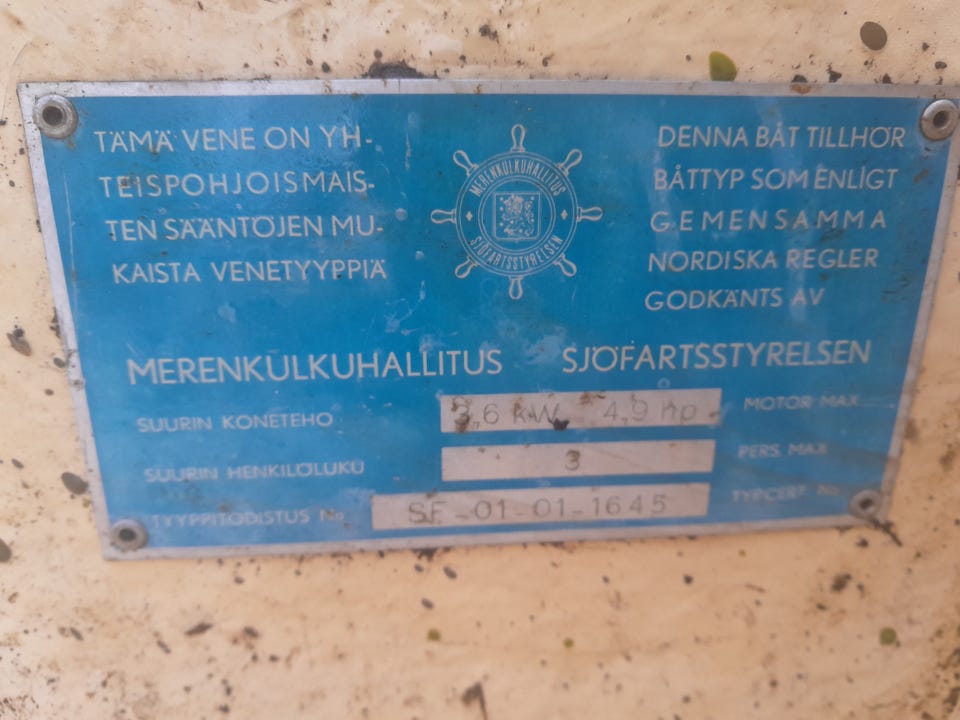 TÄMÄ VENE ON YH-
TEISPOHJOISMAIS-
TEN SÄÄNTÖJEN MU-
KAISTA VENETYYPPIÄ
MERENKULKUHALLITUS
SJÖFARTSSTYRELSEN
DENNA BÅT TILLHÖR
BÅTTYP SOM ENLIGT
GEMENSAMMA
NORDISKA REGLER
GODKÄNTS AV
MERENKULKUHALLITUS SJÖFARTSSTYRELSEN
SUURIN KONETEHO 3,6 kW 4,9 hp MOTOR MAX
SUURIN HENKILÖLUKU 3 PERS. MAX
TYYPPITODISTUS No SF-01-01-1645 TYPCERT. No